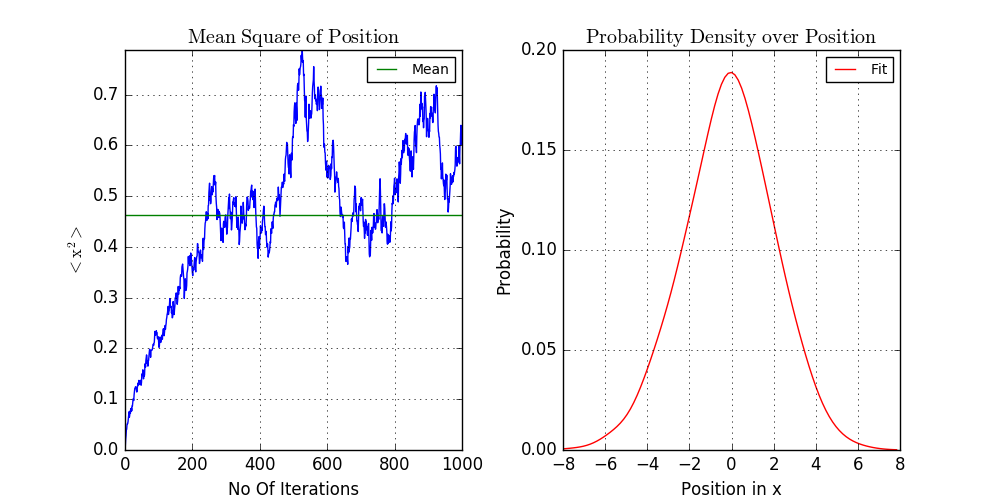 Mean Square of Position
Mean
<x²>
0.7
0.6
0.5
0.4
0.3
0.2
0.1
0.0
0 200 400 600 800 1000
No Of Iterations
Probability Density over Position
Fit
Probability
0.20
0.15
0.10
0.05
0.00
−8 −6 −4 −2 0 2 4 6 8
Position in x